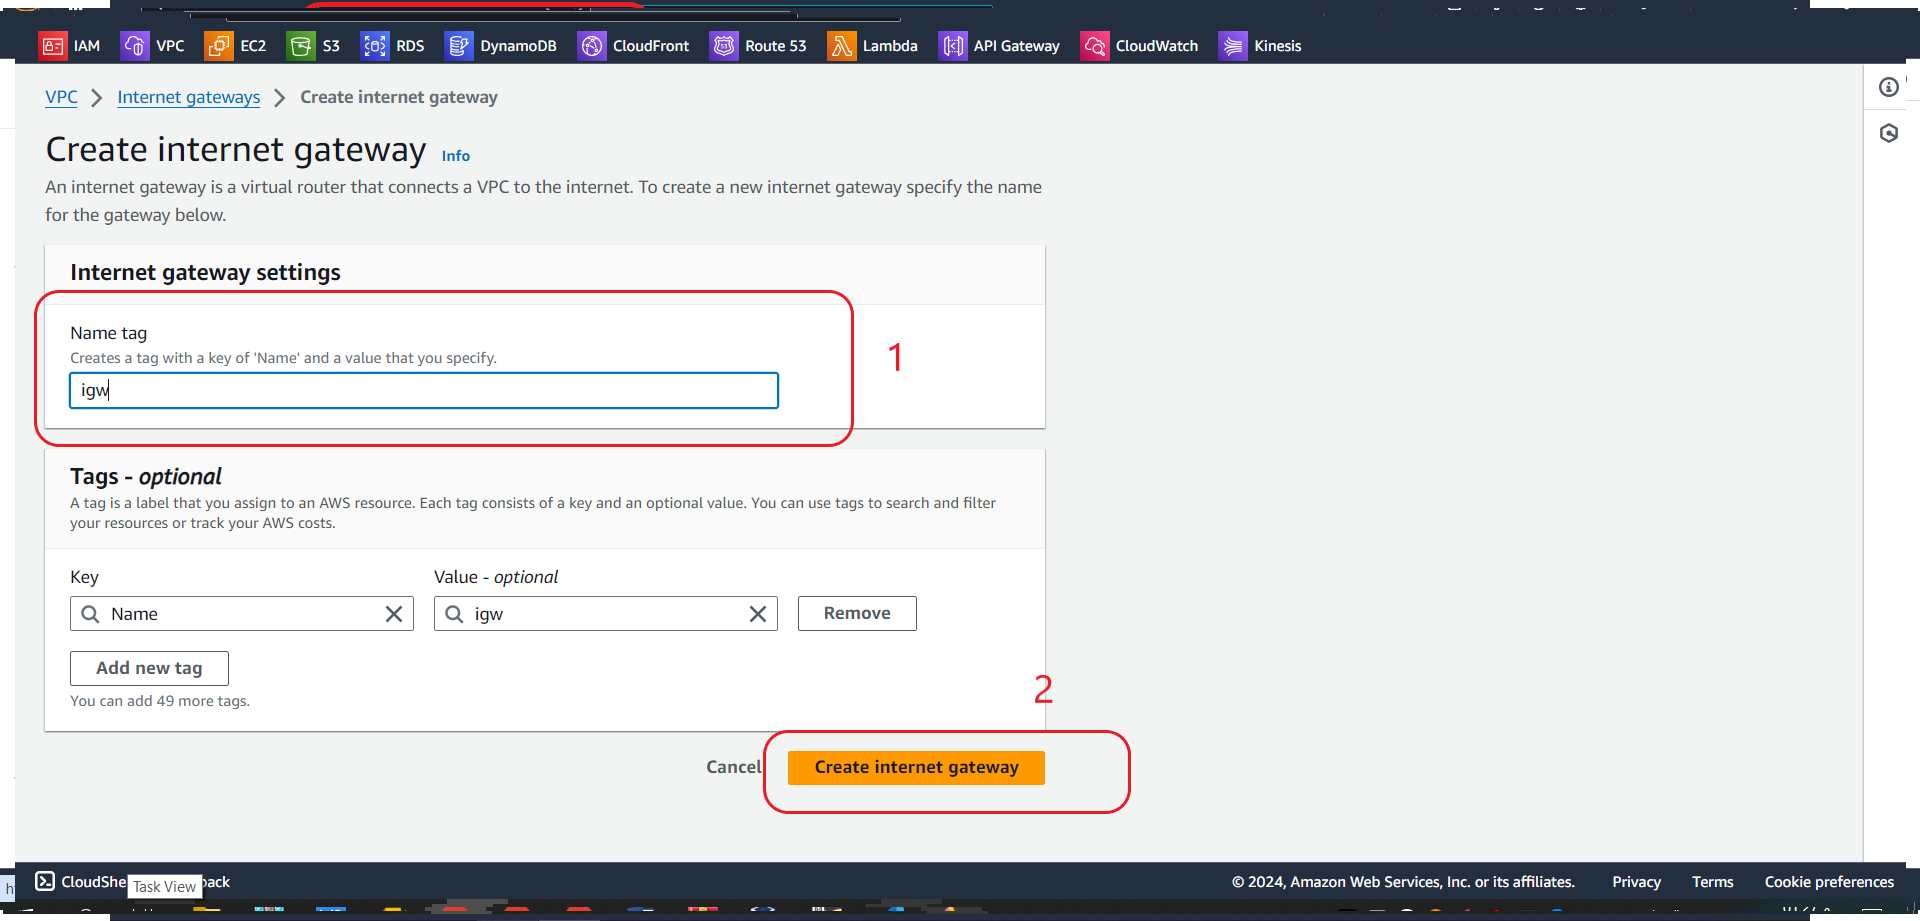 IAM VPC EC2 S3 RDS DynamoDB CloudFront Route 53 Lambda API Gateway CloudWatch Kinesis
VPC Internet gateways Create internet gateway
Create internet gateway Info
An internet gateway is a virtual router that connects a VPC to the internet. To create a new internet gateway specify the name
for the gateway below.
Internet gateway settings
Name tag
Creates a tag with a key of 'Name' and a value that you specify.
1
igw
Tags - optional
A tag is a label that you assign to an AWS resource. Each tag consists of a key and an optional value. You can use tags to search and filter
your resources or track your AWS costs.
Key Value - optional
Name igw Remove
Add new tag
You can add 49 more tags.
2
Cancel Create internet gateway
CloudShe Task View back © 2024, Amazon Web Services, Inc. or its affiliates. Privacy Terms Cookie preferences